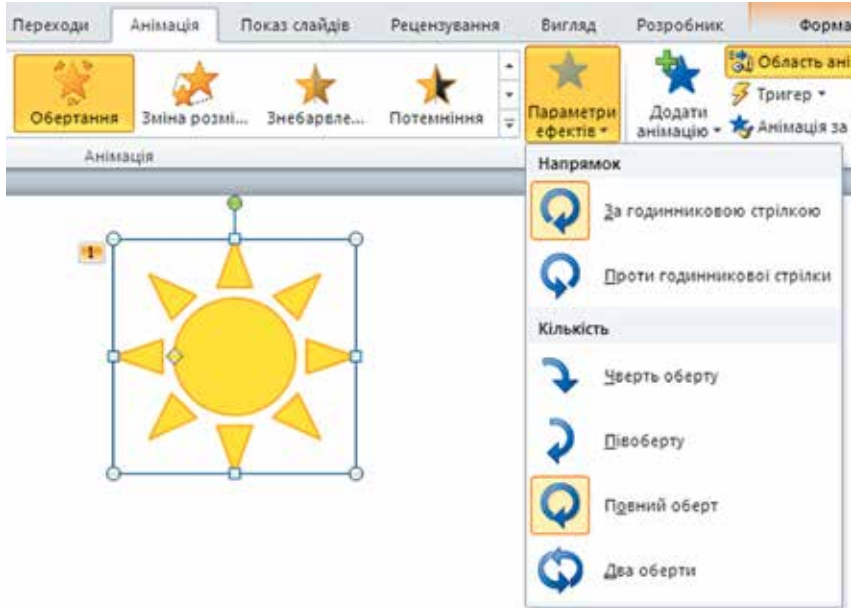 Переходи Анімація Показ слайдів Рецензування Вигляд Розробник Форма
Обертання Зміна розмі... Знебарвле... Потемніння
Параметри ефектів
Додати анімацію
Область ані
Тригер
Анімація за
Анімація
1
Напрямок
За годинниковою стрілкою
Проти годинникової стрілки
Кількість
Чверть оберту
Півоберту
Повний оберт
Два оберти